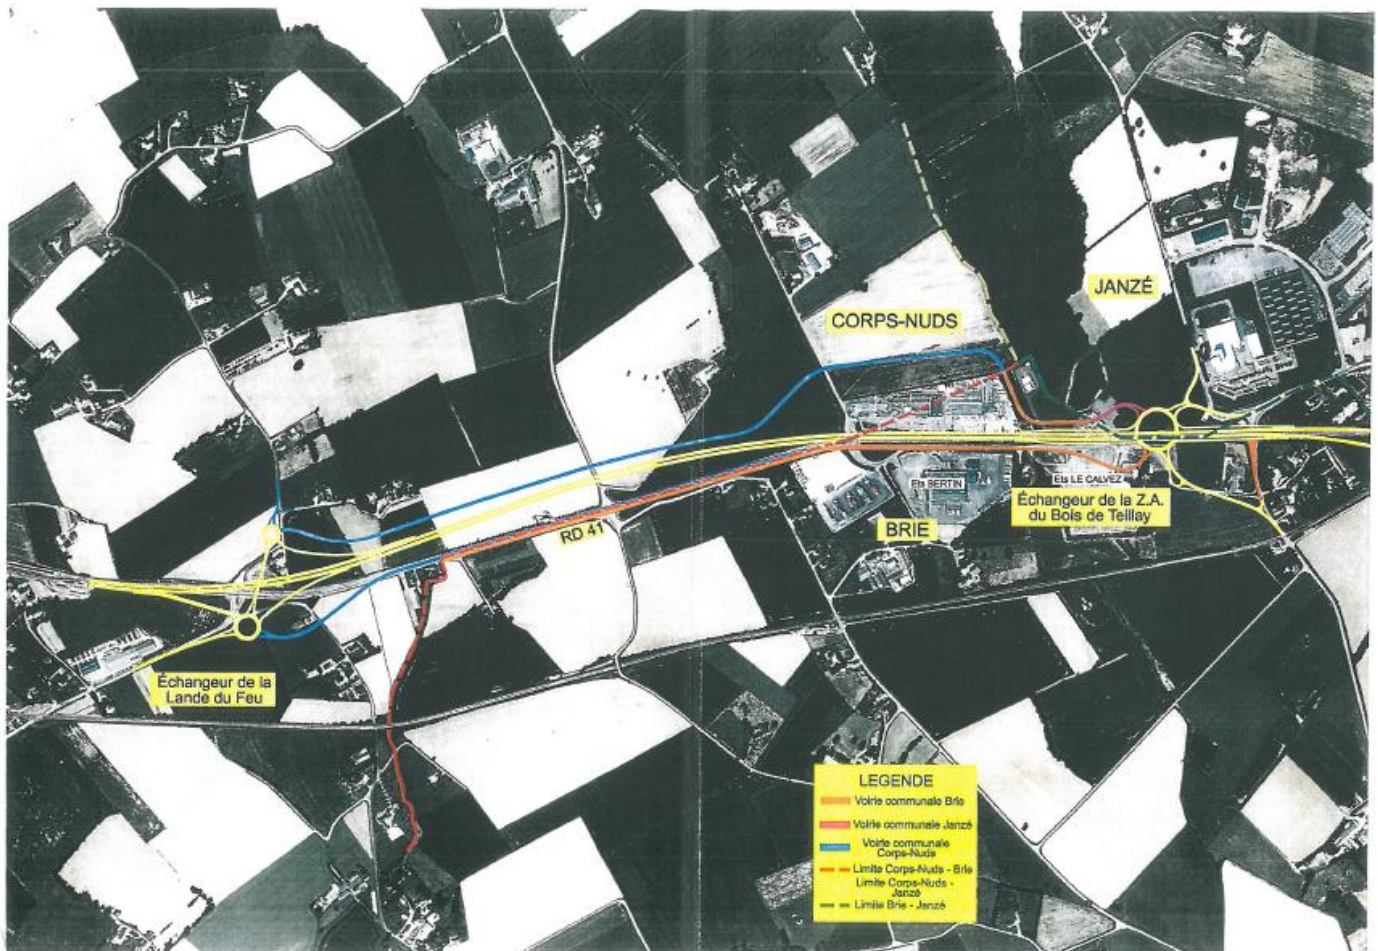 JANZÉ
CORPS-NUDS
Ets BERTIN
Ets LE CALVEZ
Échangeur de la Z.A.
du Bois de Teillay
BRIE
RD 41
Échangeur de la
Lande du Feu
LEGENDE
Voirie communale Brie
Voirie communale Janzé
Voirie communale
Corps-Nuds
Limite Corps-Nuds - Brie
Limite Corps-Nuds -
Janzé
Limite Brie - Janzé